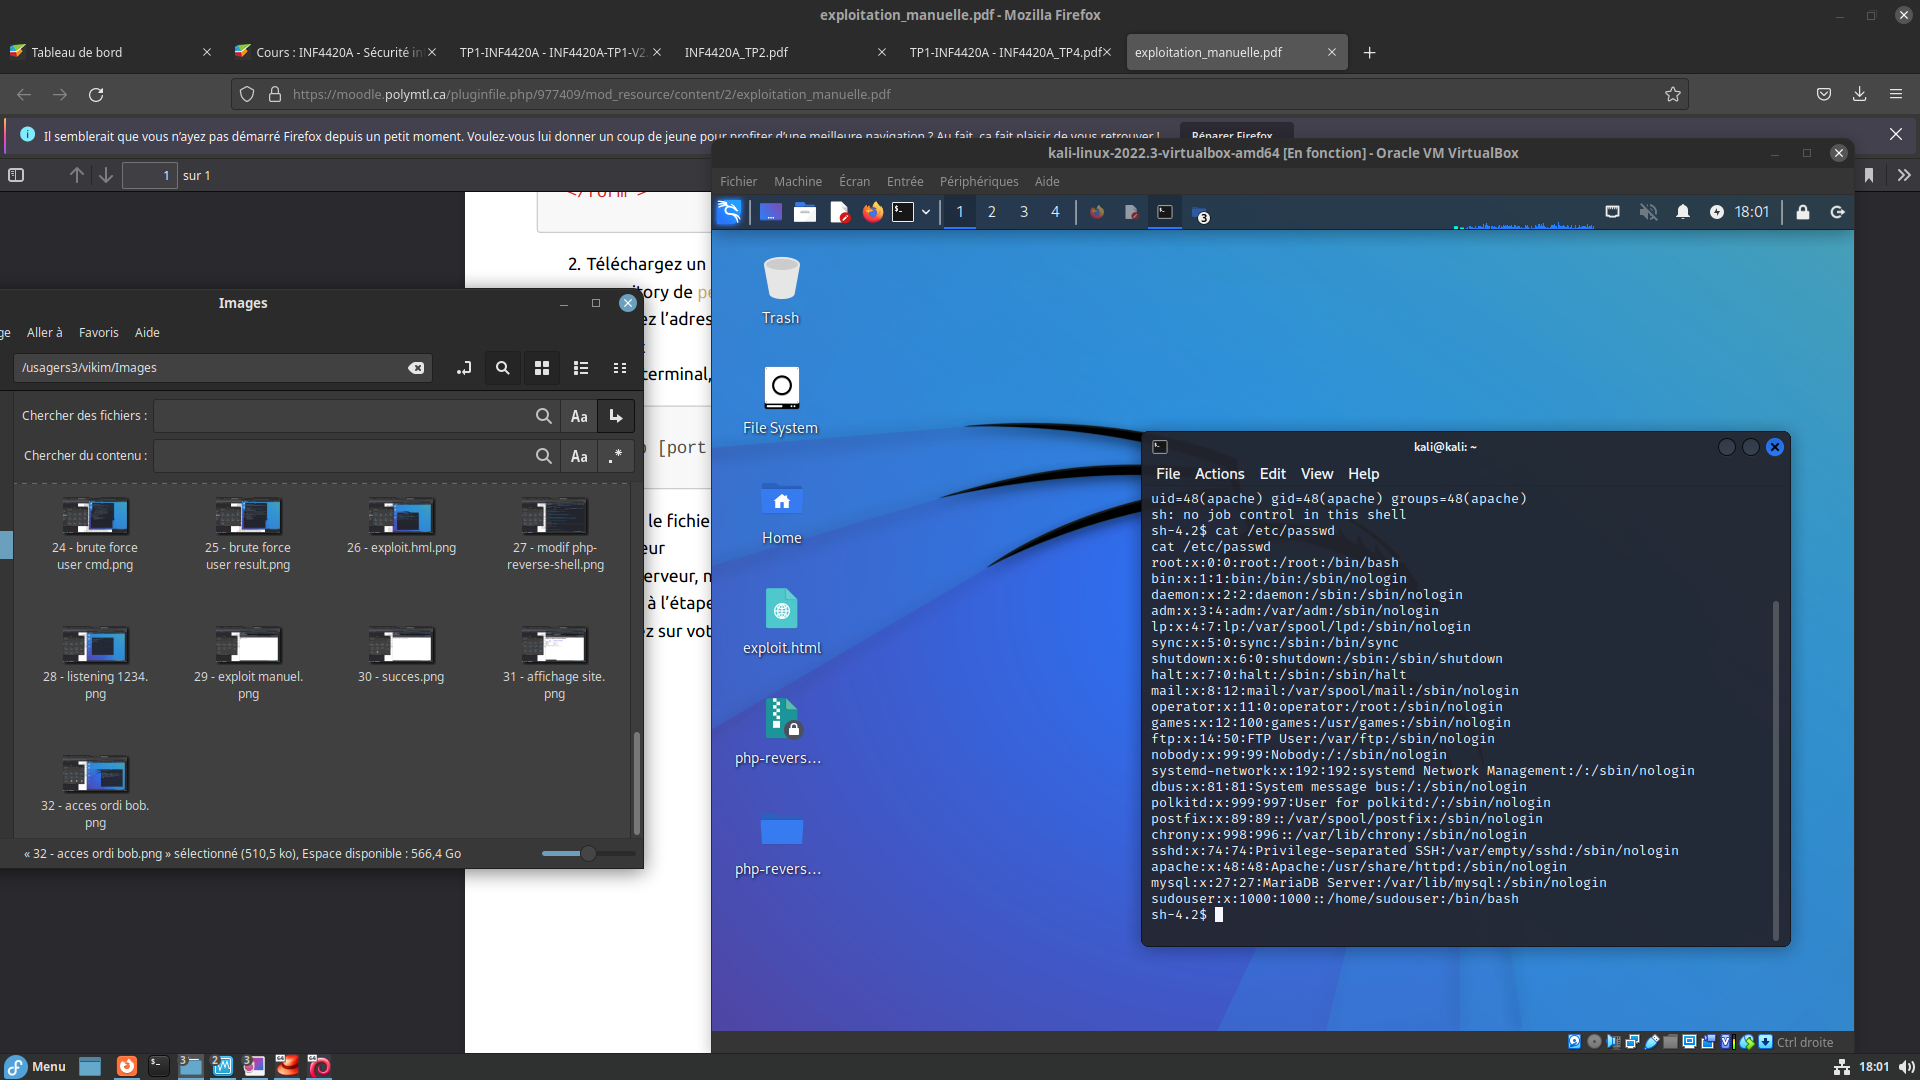 exploitation_manuelle.pdf - Mozilla Firefox
Tableau de bord
Cours : INF4420A - Sécurité in
TP1-INF4420A - INF4420A-TP1-V2
INF4420A_TP2.pdf
TP1-INF4420A - INF4420A_TP4.pdf
exploitation_manuelle.pdf
https://moodle.polymtl.ca/pluginfile.php/977409/mod_resource/content/2/exploitation_manuelle.pdf
Il semblerait que vous n'ayez pas démarré Firefox depuis un petit moment. Voulez-vous lui donner un coup de jeune pour profiter d'une meilleure navigation ? Au fait, ça fait plaisir de vous retrouver !
Réparer Firefox
1 sur 1
2. Téléchargez un
tory de
ez l'adres
terminal,
[port
le fichie
eur
erveur, m
à l'étape
ez sur vot
Images
ge Aller à Favoris Aide
/usagers3/vikim/Images
Chercher des fichiers :
Aa
Chercher du contenu :
Aa .*
24 - brute force user cmd.png
25 - brute force user result.png
26 - exploit.hml.png
27 - modif php-reverse-shell.png
28 - listening 1234.png
29 - exploit manuel.png
30 - succes.png
31 - affichage site.png
32 - acces ordi bob.png
« 32 - acces ordi bob.png » sélectionné (510,5 ko), Espace disponible : 566,4 Go
kali-linux-2022.3-virtualbox-amd64 [En fonction] - Oracle VM VirtualBox
Fichier Machine Écran Entrée Périphériques Aide
1 2 3 4
3
18:01
Trash
File System
Home
exploit.html
php-revers...
php-revers...
kali@kali: ~
File Actions Edit View Help
uid=48(apache) gid=48(apache) groups=48(apache)
sh: no job control in this shell
sh-4.2$ cat /etc/passwd
cat /etc/passwd
root:x:0:0:root:/root:/bin/bash
bin:x:1:1:bin:/bin:/sbin/nologin
daemon:x:2:2:daemon:/sbin:/sbin/nologin
adm:x:3:4:adm:/var/adm:/sbin/nologin
lp:x:4:7:lp:/var/spool/lpd:/sbin/nologin
sync:x:5:0:sync:/sbin:/bin/sync
shutdown:x:6:0:shutdown:/sbin:/sbin/shutdown
halt:x:7:0:halt:/sbin:/sbin/halt
mail:x:8:12:mail:/var/spool/mail:/sbin/nologin
operator:x:11:0:operator:/root:/sbin/nologin
games:x:12:100:games:/usr/games:/sbin/nologin
ftp:x:14:50:FTP User:/var/ftp:/sbin/nologin
nobody:x:99:99:Nobody:/:/sbin/nologin
systemd-network:x:192:192:systemd Network Management:/:/sbin/nologin
dbus:x:81:81:System message bus:/:/sbin/nologin
polkitd:x:999:997:User for polkitd:/:/sbin/nologin
postfix:x:89:89::/var/spool/postfix:/sbin/nologin
chrony:x:998:996::/var/lib/chrony:/sbin/nologin
sshd:x:74:74:Privilege-separated SSH:/var/empty/sshd:/sbin/nologin
apache:x:48:48:Apache:/usr/share/httpd:/sbin/nologin
mysql:x:27:27:MariaDB Server:/var/lib/mysql:/sbin/nologin
sudouser:x:1000:1000::/home/sudouser:/bin/bash
sh-4.2$
Ctrl droite
Menu
3
2
3
18:01